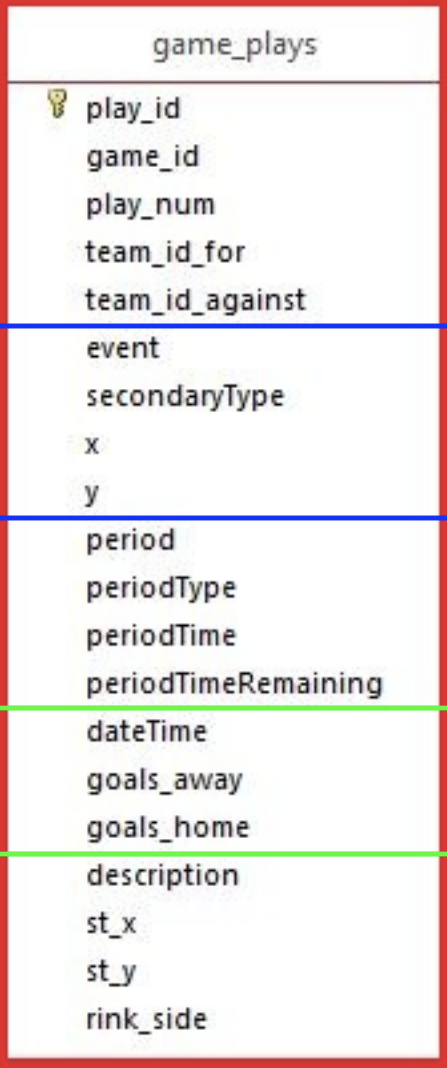 game_plays
play_id
game_id
play_num
team_id_for
team_id_against
event
secondaryType
x
y
period
periodType
periodTime
periodTimeRemaining
dateTime
goals_away
goals_home
description
st_x
st_y
rink_side